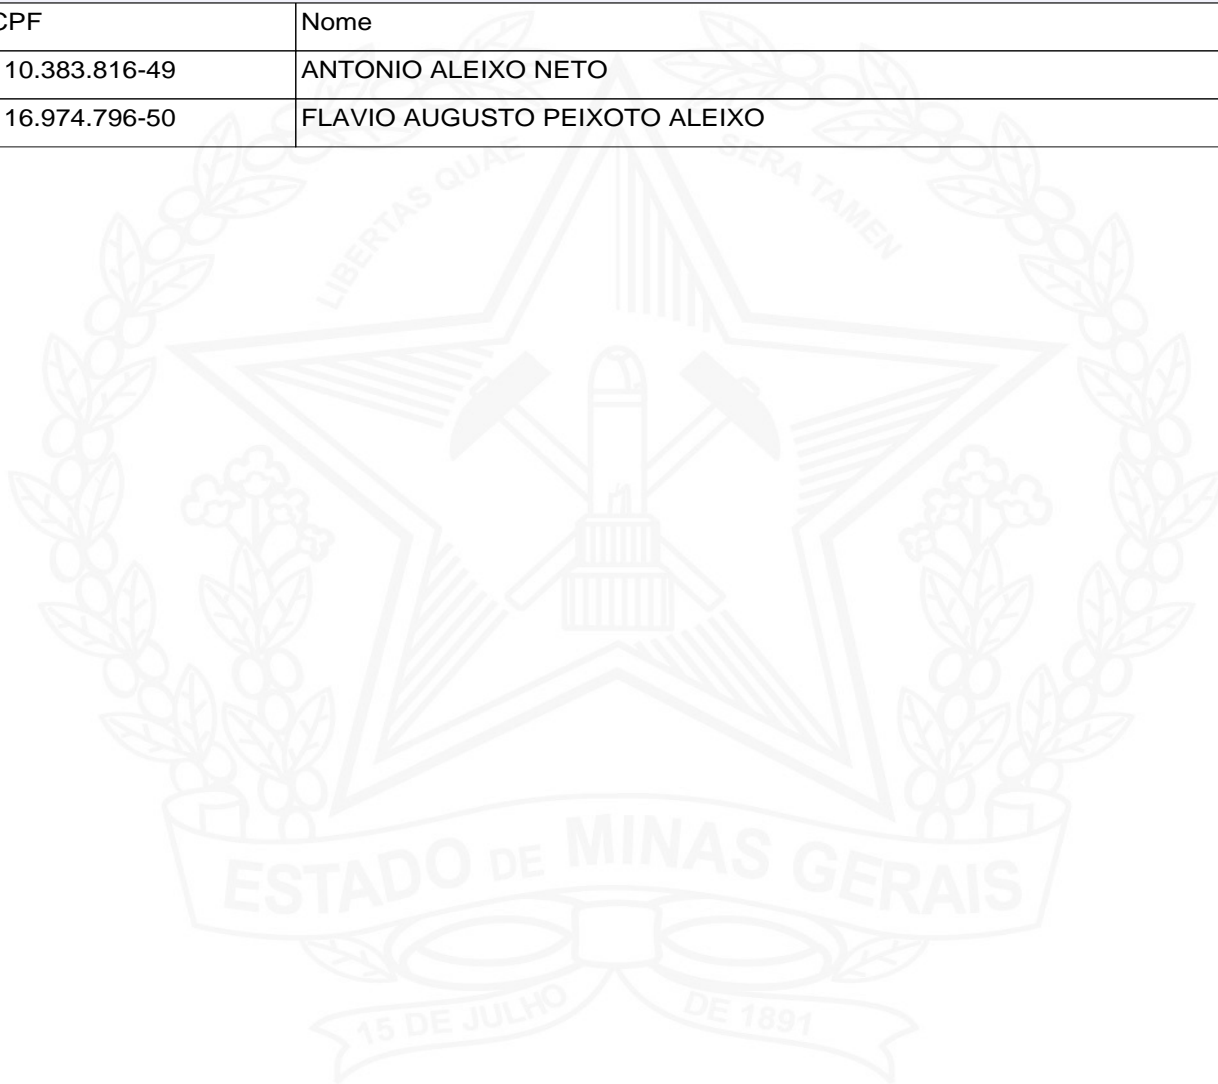 CPF Nome
10.383.816-49 ANTONIO ALEIXO NETO
16.974.796-50 FLAVIO AUGUSTO PEIXOTO ALEIXO
LIBERTAS QUAE SERA TAMEN
ESTADO DE MINAS GERAIS
15 DE JULHO DE 1891